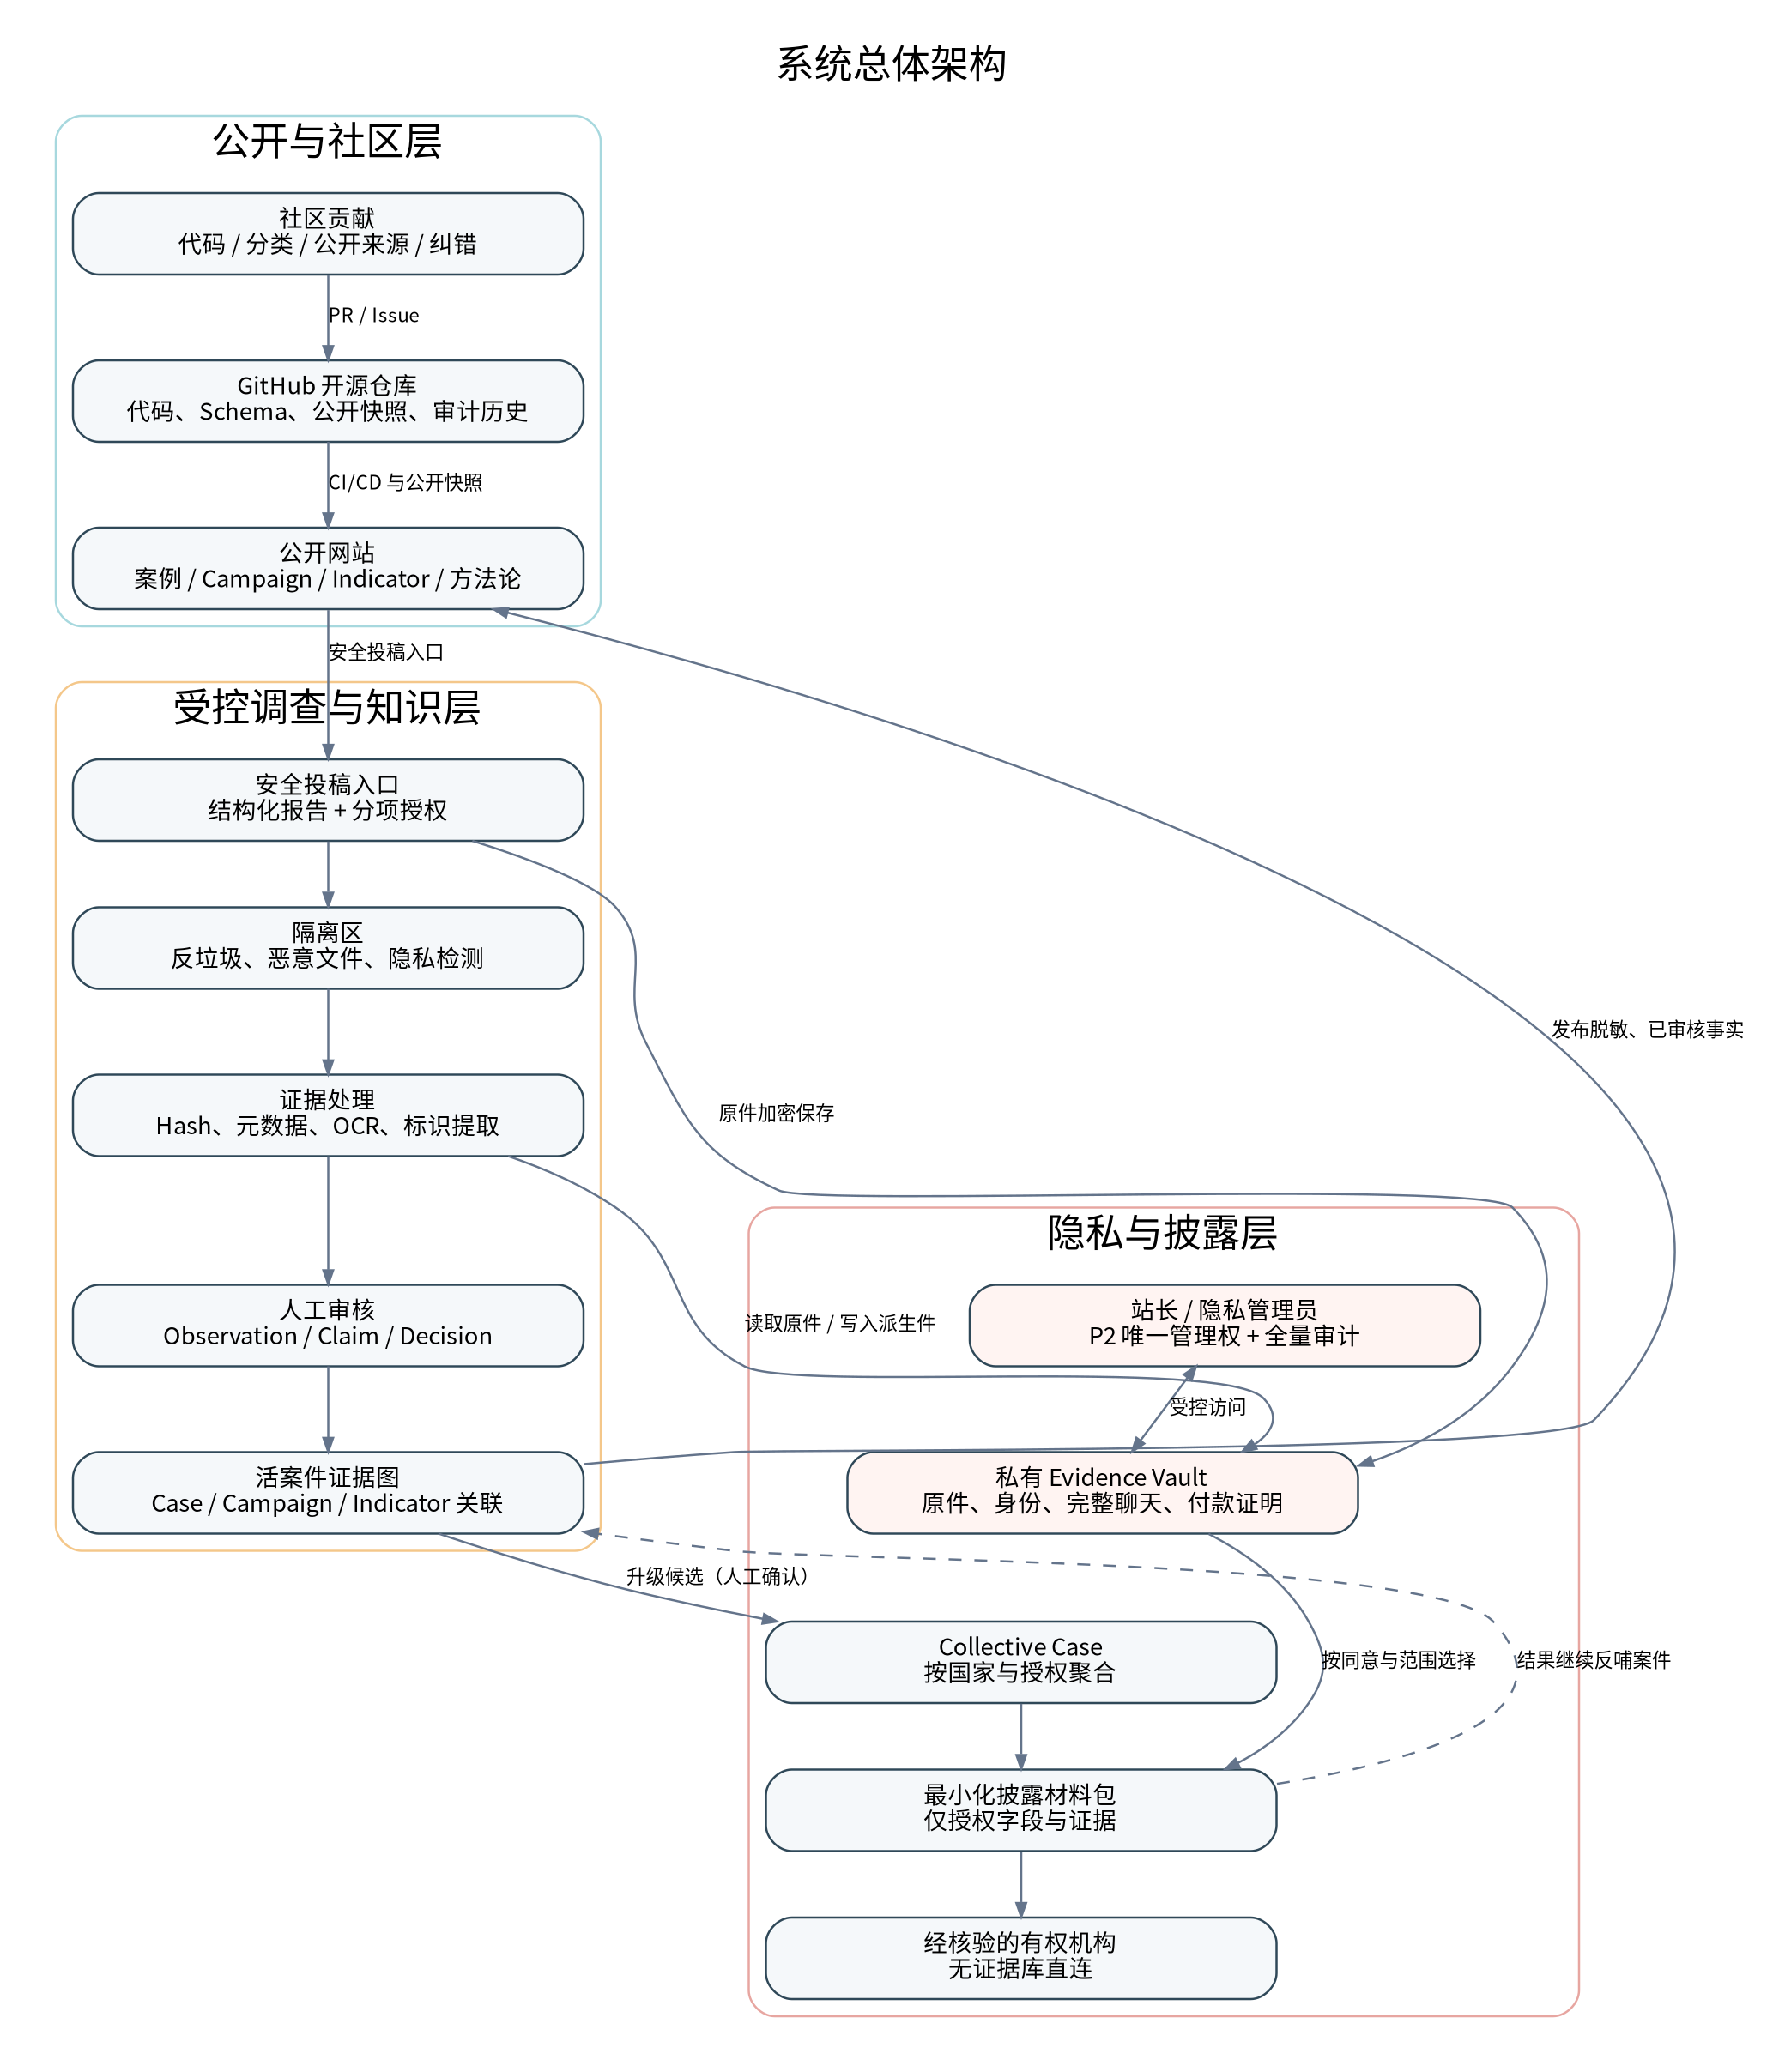 系统总体架构
公开与社区层
社区贡献
代码 / 分类 / 公开来源 / 纠错
PR / Issue
GitHub 开源仓库
代码、Schema、公开快照、审计历史
CI/CD 与公开快照
公开网站
案例 / Campaign / Indicator / 方法论
安全投稿入口
受控调查与知识层
安全投稿入口
结构化报告 + 分项授权
隔离区
反垃圾、恶意文件、隐私检测
发布脱敏、已审核事实
证据处理
Hash、元数据、OCR、标识提取
原件加密保存
隐私与披露层
人工审核
Observation / Claim / Decision
读取原件 / 写入派生件
站长 / 隐私管理员
P2 唯一管理权 + 全量审计
受控访问
活案件证据图
Case / Campaign / Indicator 关联
私有 Evidence Vault
原件、身份、完整聊天、付款证明
升级候选（人工确认）
Collective Case
按国家与授权聚合
按同意与范围选择
结果继续反哺案件
最小化披露材料包
仅授权字段与证据
经核验的有权机构
无证据库直连